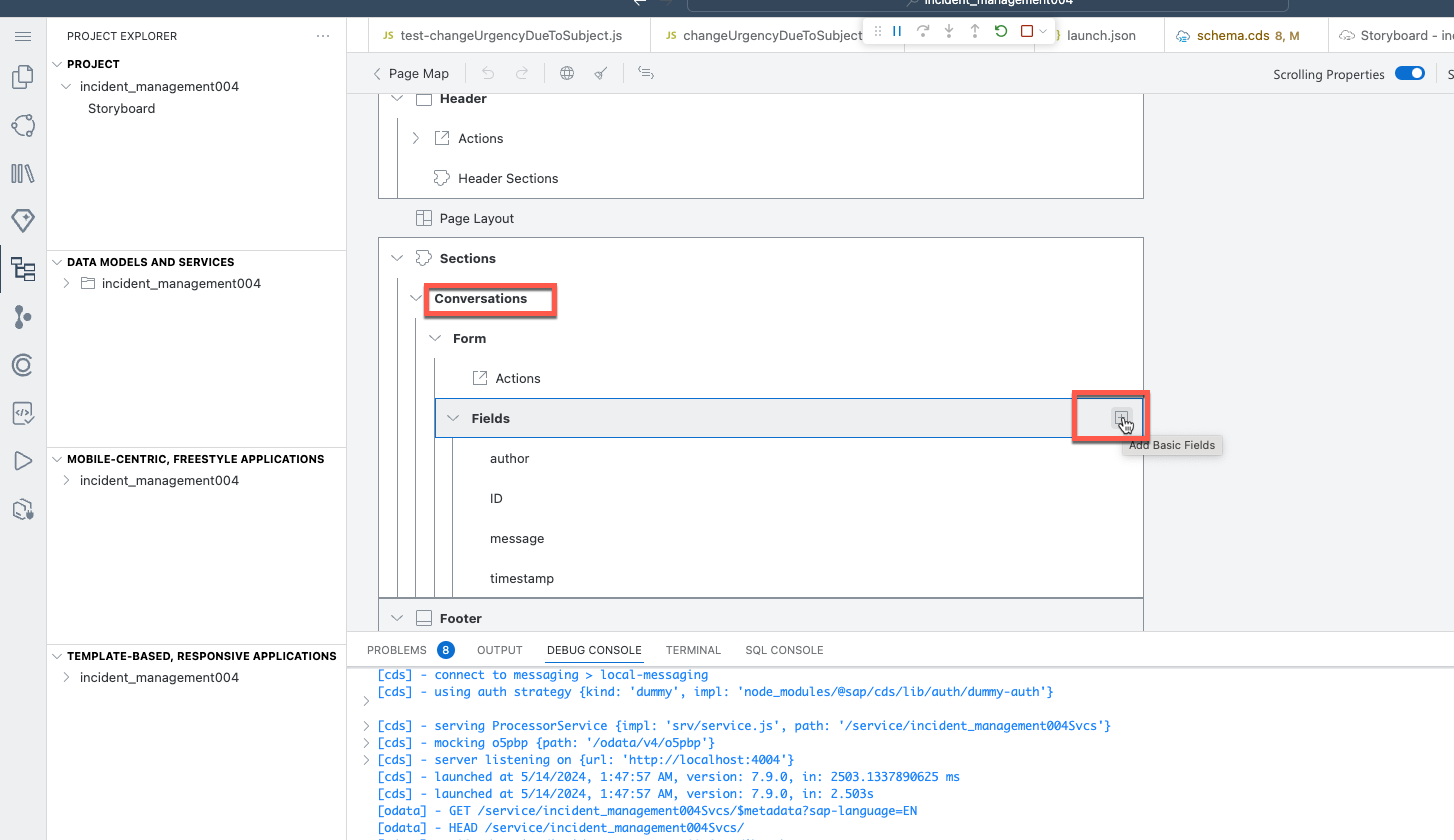 incident_management004
PROJECT EXPLORER
PROJECT
incident_management004
Storyboard
DATA MODELS AND SERVICES
incident_management004
MOBILE-CENTRIC, FREESTYLE APPLICATIONS
incident_management004
TEMPLATE-BASED, RESPONSIVE APPLICATIONS
incident_management004
JS test-changeUrgencyDueToSubject.js
JS changeUrgencyDueToSubject
launch.json
schema.cds 8, M
Storyboard - in
Page Map
Scrolling Properties
S
Header
Actions
Header Sections
Page Layout
Sections
Conversations
Form
Actions
Fields
Add Basic Fields
author
ID
message
timestamp
Footer
PROBLEMS 8 OUTPUT DEBUG CONSOLE TERMINAL SQL CONSOLE
[cds] - connect to messaging > local-messaging
[cds] - using auth strategy {kind: 'dummy', impl: 'node_modules/@sap/cds/lib/auth/dummy-auth'}
[cds] - serving ProcessorService {impl: 'srv/service.js', path: '/service/incident_management004Svcs'}
[cds] - mocking o5pbp {path: '/odata/v4/o5pbp'}
[cds] - server listening on {url: 'http://localhost:4004'}
[cds] - launched at 5/14/2024, 1:47:57 AM, version: 7.9.0, in: 2503.1337890625 ms
[cds] - launched at 5/14/2024, 1:47:57 AM, version: 7.9.0, in: 2.503s
[odata] - GET /service/incident_management004Svcs/$metadata?sap-language=EN
[odata] - HEAD /service/incident_management004Svcs/